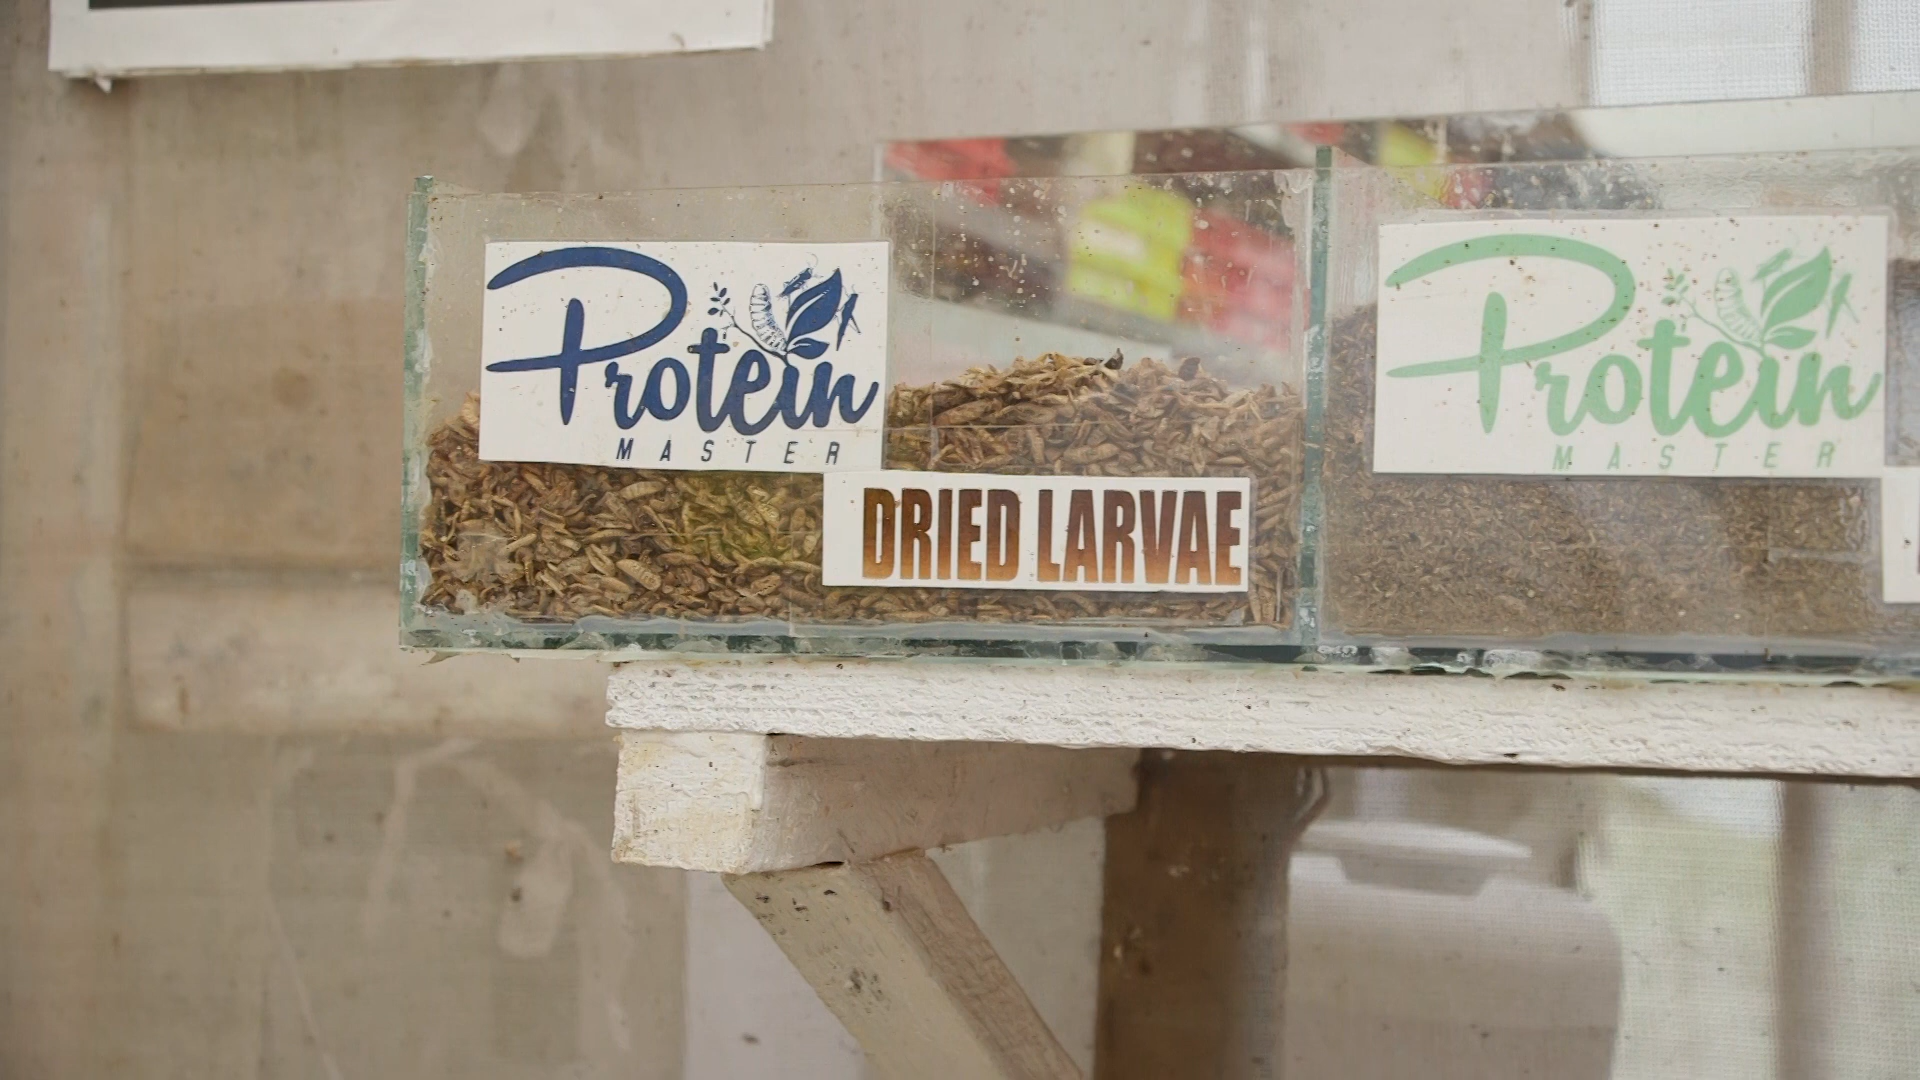 Protein
MASTER
DRIED LARVAE
Protein
MASTER